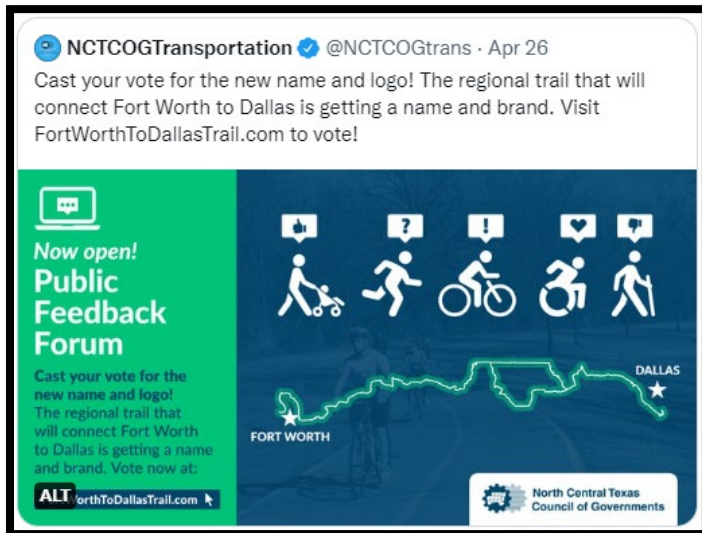 NCTCOGTransportation @NCTCOGtrans · Apr 26
Cast your vote for the new name and logo! The regional trail that will
connect Fort Worth to Dallas is getting a name and brand. Visit
FortWorthToDallasTrail.com to vote!
Now open!
Public
Feedback
Forum
Cast your vote for the
new name and logo!
The regional trail that
will connect Fort Worth
to Dallas is getting a name
and brand. Vote now at:
ALT orthToDallasTrail.com
?
!
FORT WORTH
DALLAS
North Central Texas
Council of Governments